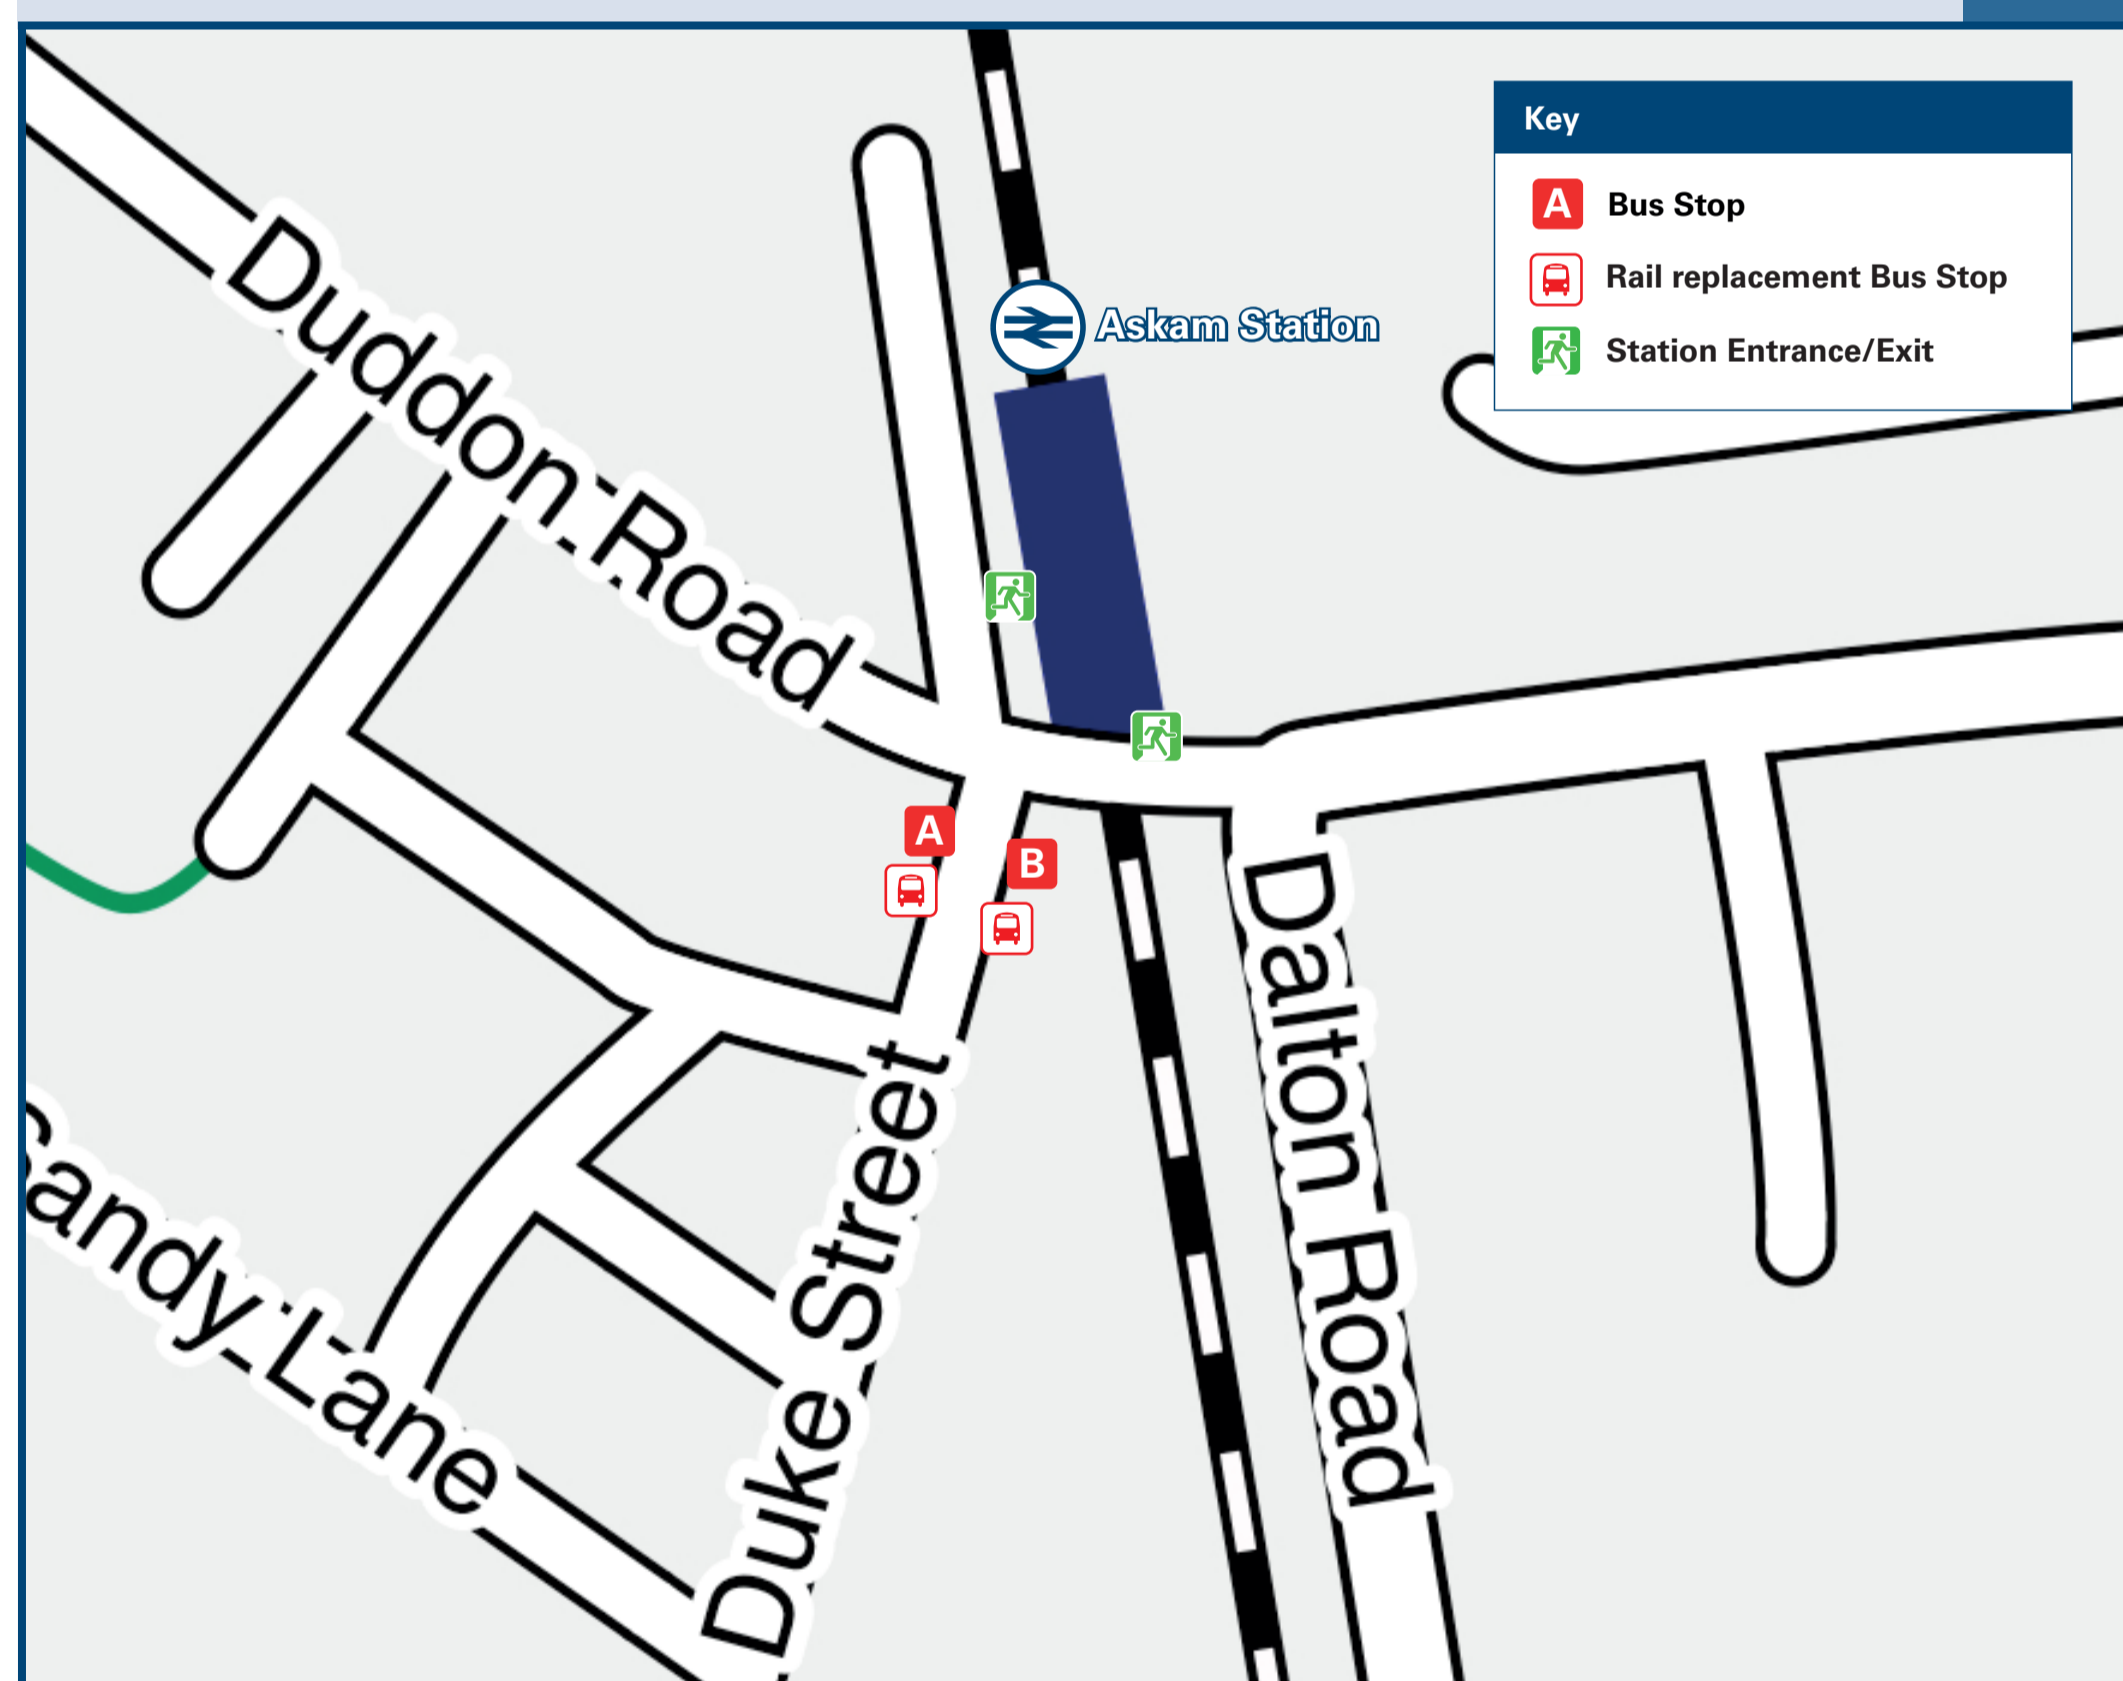 Key
A Bus Stop
Rail replacement Bus Stop
Station Entrance/Exit
Askam Station
Duddon Road
A
B
Dalton Road
Duke Street
Sandy Lane